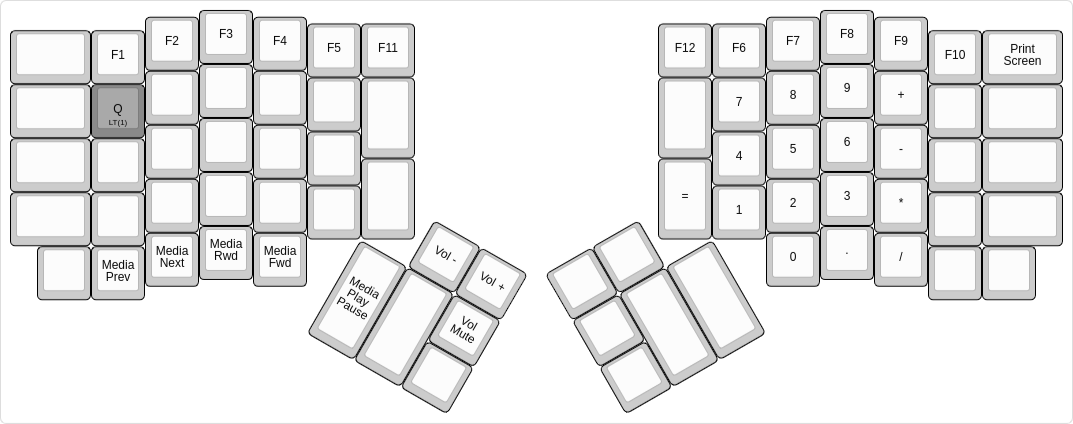 F1
F2
F3
F4
F5
F11
Q
LT(1)
Media
Prev
Media
Next
Media
Rwd
Media
Fwd
Media
Play
Pause
Vol -
Vol +
Vol
Mute
F12
F6
F7
F8
F9
F10
Print
Screen
7
8
9
+
4
5
6
-
=
1
2
3
*
0
.
/